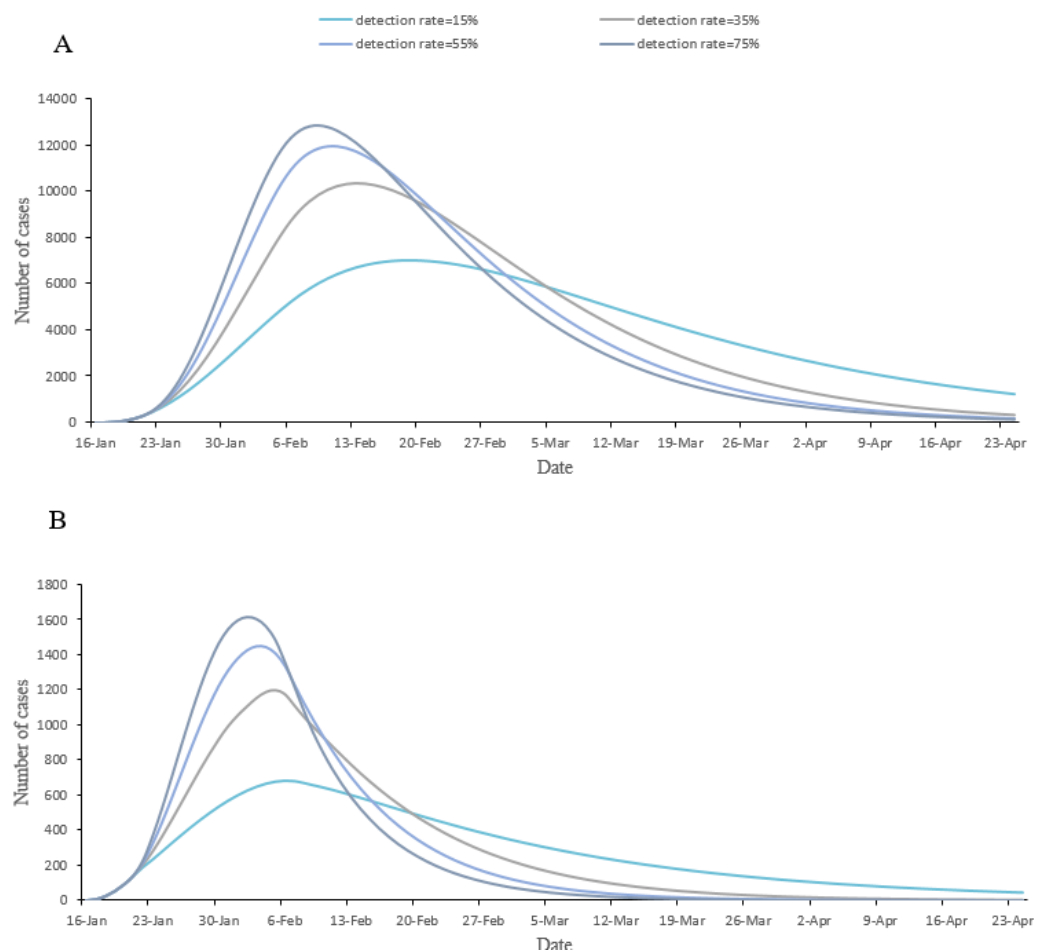 detection rate=15% detection rate=35%
A
detection rate=55% detection rate=75%
14000
12000
10000
8000
6000
4000
2000
0
Number of cases
16-Jan 23-Jan 30-Jan 6-Feb 13-Feb 20-Feb 27-Feb 5-Mar 12-Mar 19-Mar 26-Mar 2-Apr 9-Apr 16-Apr 23-Apr
Date
B
1800
1600
1400
1200
1000
800
600
400
200
0
Number of cases
16-Jan 23-Jan 30-Jan 6-Feb 13-Feb 20-Feb 27-Feb 5-Mar 12-Mar 19-Mar 26-Mar 2-Apr 9-Apr 16-Apr 23-Apr
Date